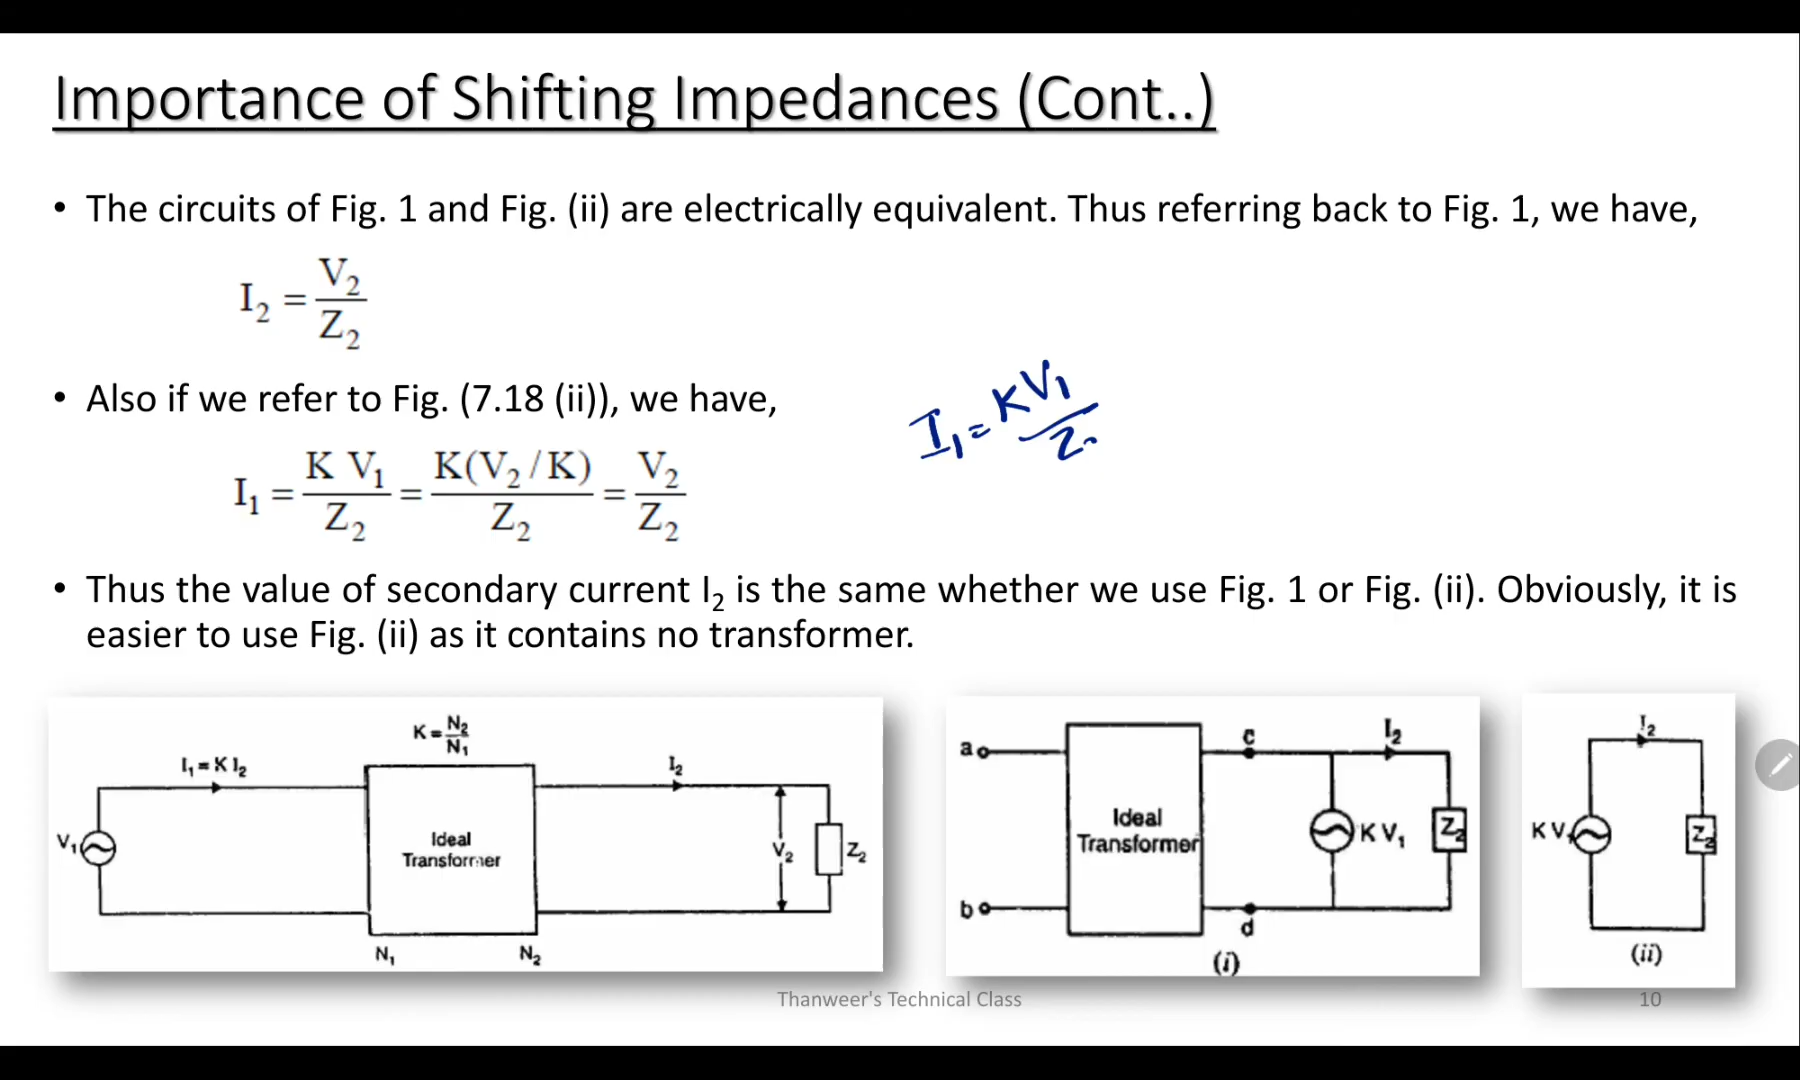 Importance of Shifting Impedances (Cont..)
• The circuits of Fig. 1 and Fig. (ii) are electrically equivalent. Thus referring back to Fig. 1, we have,
I₂ = V₂ / Z₂
• Also if we refer to Fig. (7.18 (ii)), we have,
I₁ = K V₁ / Z₂ = K(V₂ / K) / Z₂ = V₂ / Z₂
I₁ = KV₁ / Z
• Thus the value of secondary current I₂ is the same whether we use Fig. 1 or Fig. (ii). Obviously, it is
easier to use Fig. (ii) as it contains no transformer.
K = N₂ / N₁
I₁ = K I₂
I₂
V₁
Ideal
Transformer
V₂
Z₂
N₁
N₂
a
b
Ideal
Transformer
c
d
I₂
K V₁
Z₂
(i)
I₂
K V₁
Z₂
(ii)
Thanweer's Technical Class
10